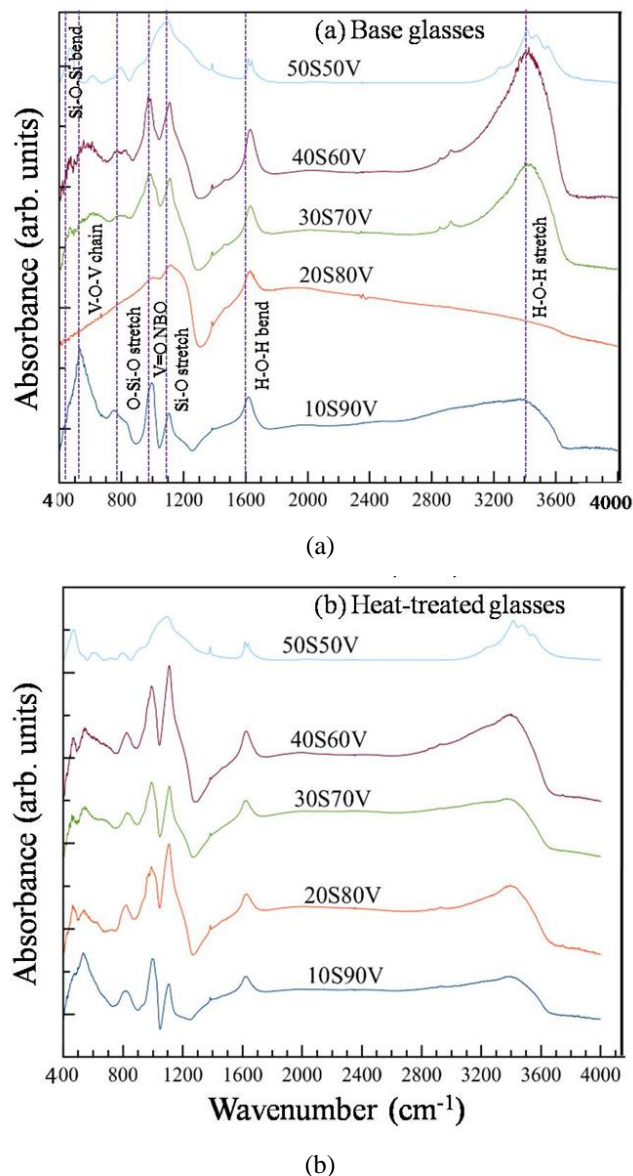 (a) Base glasses
50S50V
40S60V
30S70V
20S80V
10S90V
Si-O-Si bend
V-O-V chain
O-Si-O stretch
V=O.NBO
Si-O stretch
H-O-H bend
H-O-H stretch
Absorbance (arb. units)
400 800 1200 1600 2000 2400 2800 3200 3600 4000
(a)
(b) Heat-treated glasses
50S50V
40S60V
30S70V
20S80V
10S90V
Absorbance (arb. units)
400 800 1200 1600 2000 2400 2800 3200 3600 4000
Wavenumber (cm⁻¹)
(b)